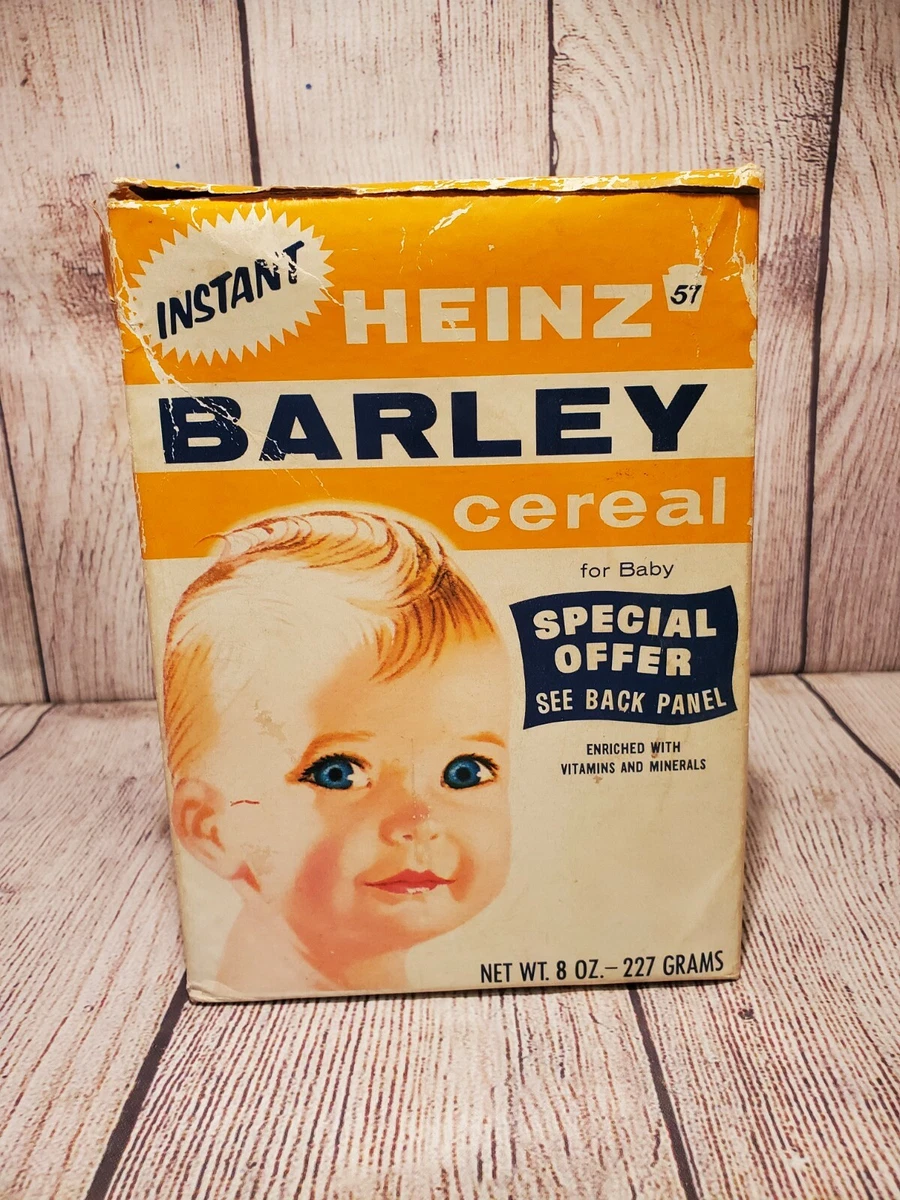 INSTANT
HEINZ 57
BARLEY
cereal
for Baby
SPECIAL
OFFER
SEE BACK PANEL
ENRICHED WITH
VITAMINS AND MINERALS
NET WT. 8 OZ.– 227 GRAMS